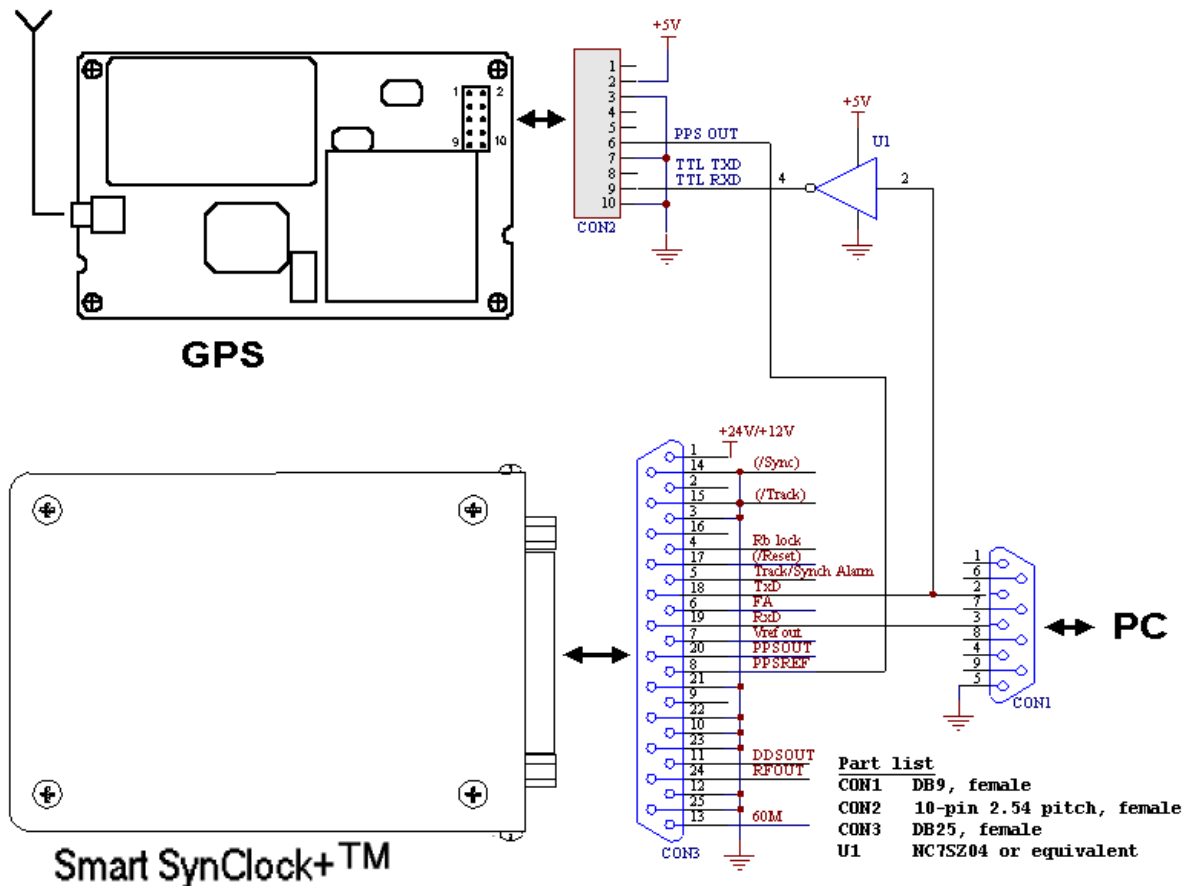 +5V
1
2
3
4
5
6
7
8
9
10
CON2
PPS OUT
TTL TXD
TTL RXD
1
2
9
10
+5V
U1
4
2
GPS
+24V/+12V
1
14
(/Sync)
2
15
(/Track)
3
16
4
Rb lock
17
(/Reset)
5
Track/Synch Alarm
18
TxD
6
FA
19
RxD
7
Vref out
20
PPSOUT
8
PPSREF
21
9
22
10
23
11
DDSOUT
24
RFOUT
12
25
13
60M
CON3
1
6
2
7
3
8
4
9
5
CON1
PC
Part list
CON1 DB9, female
CON2 10-pin 2.54 pitch, female
CON3 DB25, female
U1 NC7SZ04 or equivalent
Smart SynClock+™